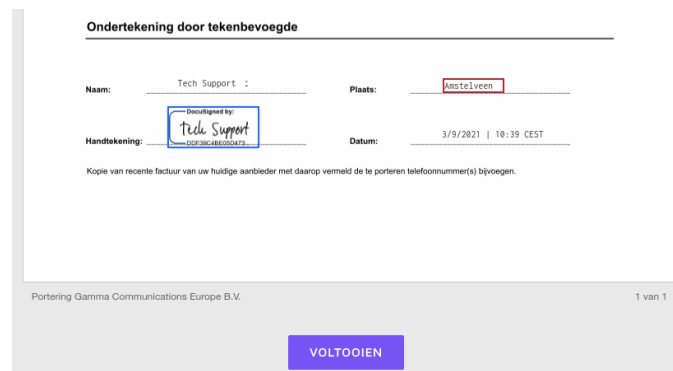 Ondertekening door tekenbevoegde
Naam: Tech Support : Plaats: Amstelveen
DocuSigned by:
Tech Support
Handtekening: DDF39C4BE05D473... Datum: 3/9/2021 | 10:39 CEST
Kopie van recente factuur van uw huidige aanbieder met daarop vermeld de te porteren telefoonnummer(s) bijvoegen.
Portering Gamma Communications Europe B.V. 1 van 1
VOLTOOIEN